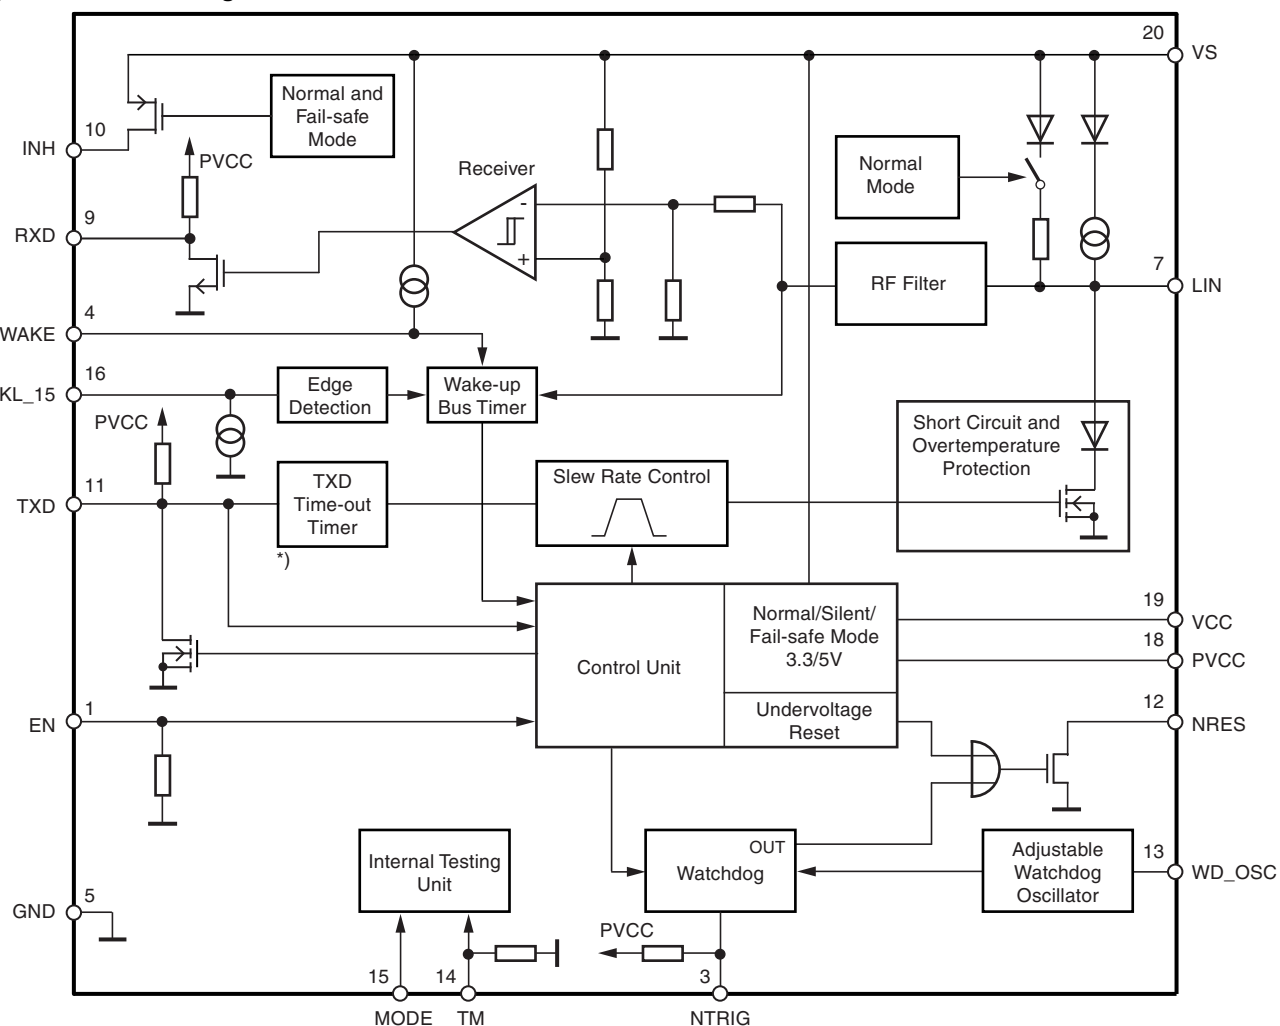 20
VS
Normal and
Fail-safe
Mode
10
INH
PVCC
Receiver
Normal
Mode
9
RXD
-
+
RF Filter
7
LIN
4
WAKE
16
KL_15
Edge
Detection
Wake-up
Bus Timer
PVCC
Short Circuit and
Overtemperature
Protection
11
TXD
TXD
Time-out
Timer
*)
Slew Rate Control
Control Unit
Normal/Silent/
Fail-safe Mode
3.3/5V
19
VCC
18
PVCC
1
EN
Undervoltage
Reset
12
NRES
Internal Testing
Unit
OUT
Watchdog
Adjustable
Watchdog
Oscillator
13
WD_OSC
5
GND
PVCC
15
14
3
MODE
TM
NTRIG